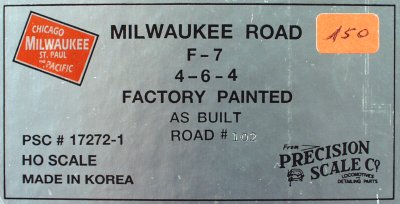 CHICAGO
MILWAUKEE
ST. PAUL
AND
PACIFIC
MILWAUKEE ROAD
F-7
4-6-4
FACTORY PAINTED
AS BUILT
ROAD # 102
150
PSC # 17272-1
HO SCALE
MADE IN KOREA
From
PRECISION
SCALE Co
LOCOMOTIVES
DETAILING PARTS